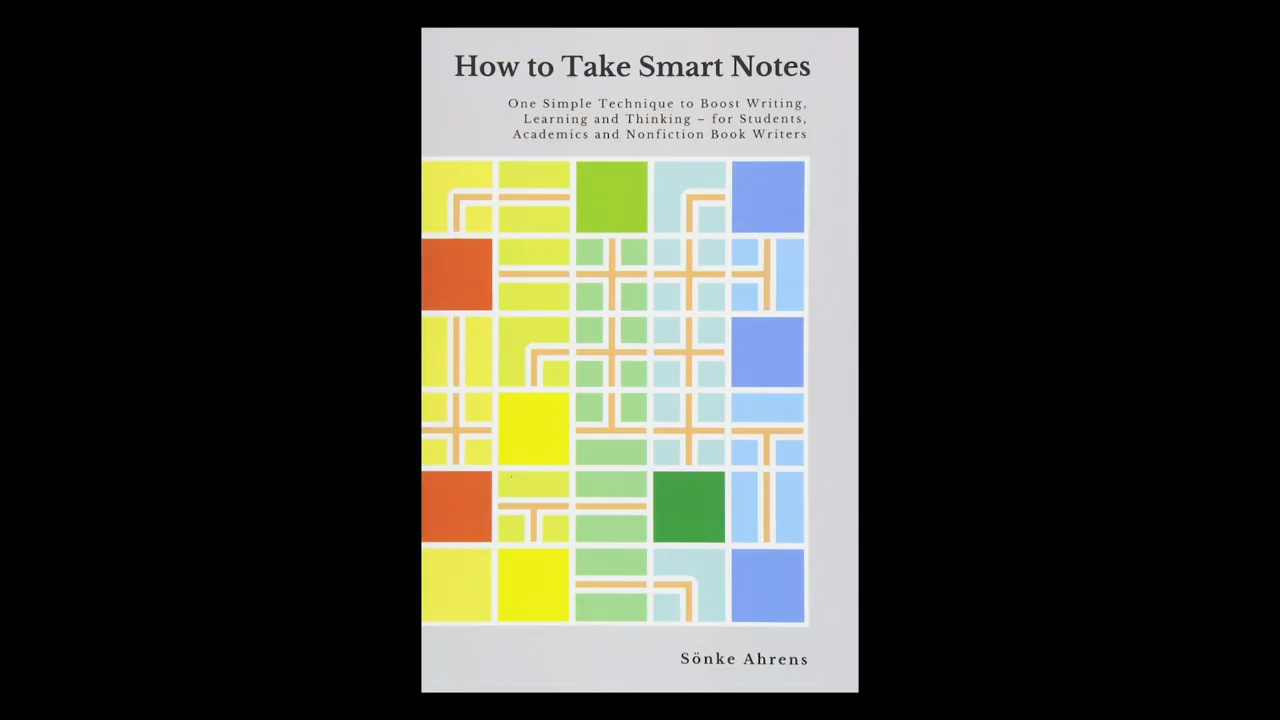 How to Take Smart Notes
One Simple Technique to Boost Writing,
Learning and Thinking – for Students,
Academics and Nonfiction Book Writers
Sönke Ahrens